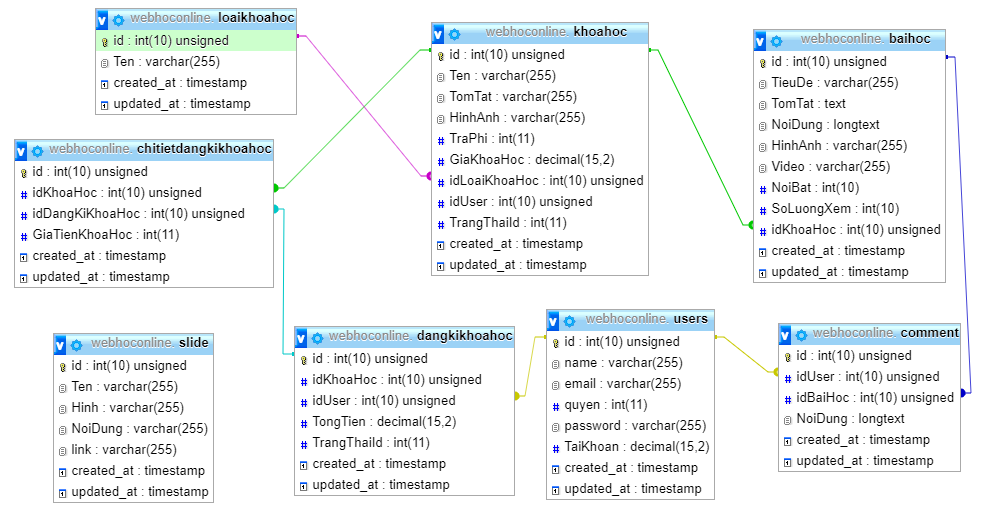 webhoconline. loaikhoahoc
id : int(10) unsigned
Ten : varchar(255)
created_at : timestamp
updated_at : timestamp
webhoconline. khoahoc
id : int(10) unsigned
Ten : varchar(255)
TomTat : varchar(255)
HinhAnh : varchar(255)
TraPhi : int(11)
GiaKhoaHoc : decimal(15,2)
idLoaiKhoaHoc : int(10) unsigned
idUser : int(10) unsigned
TrangThaiId : int(11)
created_at : timestamp
updated_at : timestamp
webhoconline. baihoc
id : int(10) unsigned
TieuDe : varchar(255)
TomTat : text
NoiDung : longtext
HinhAnh : varchar(255)
Video : varchar(255)
NoiBat : int(10)
SoLuongXem : int(10)
idKhoaHoc : int(10) unsigned
created_at : timestamp
updated_at : timestamp
webhoconline. chitietdangkikhoahoc
id : int(10) unsigned
idKhoaHoc : int(10) unsigned
idDangKiKhoaHoc : int(10) unsigned
GiaTienKhoaHoc : int(11)
created_at : timestamp
updated_at : timestamp
webhoconline. slide
id : int(10) unsigned
Ten : varchar(255)
Hinh : varchar(255)
NoiDung : varchar(255)
link : varchar(255)
created_at : timestamp
updated_at : timestamp
webhoconline. dangkikhoahoc
id : int(10) unsigned
idKhoaHoc : int(10) unsigned
idUser : int(10) unsigned
TongTien : decimal(15,2)
TrangThaiId : int(11)
created_at : timestamp
updated_at : timestamp
webhoconline. users
id : int(10) unsigned
name : varchar(255)
email : varchar(255)
quyen : int(11)
password : varchar(255)
TaiKhoan : decimal(15,2)
created_at : timestamp
updated_at : timestamp
webhoconline. comment
id : int(10) unsigned
idUser : int(10) unsigned
idBaiHoc : int(10) unsigned
NoiDung : longtext
created_at : timestamp
updated_at : timestamp